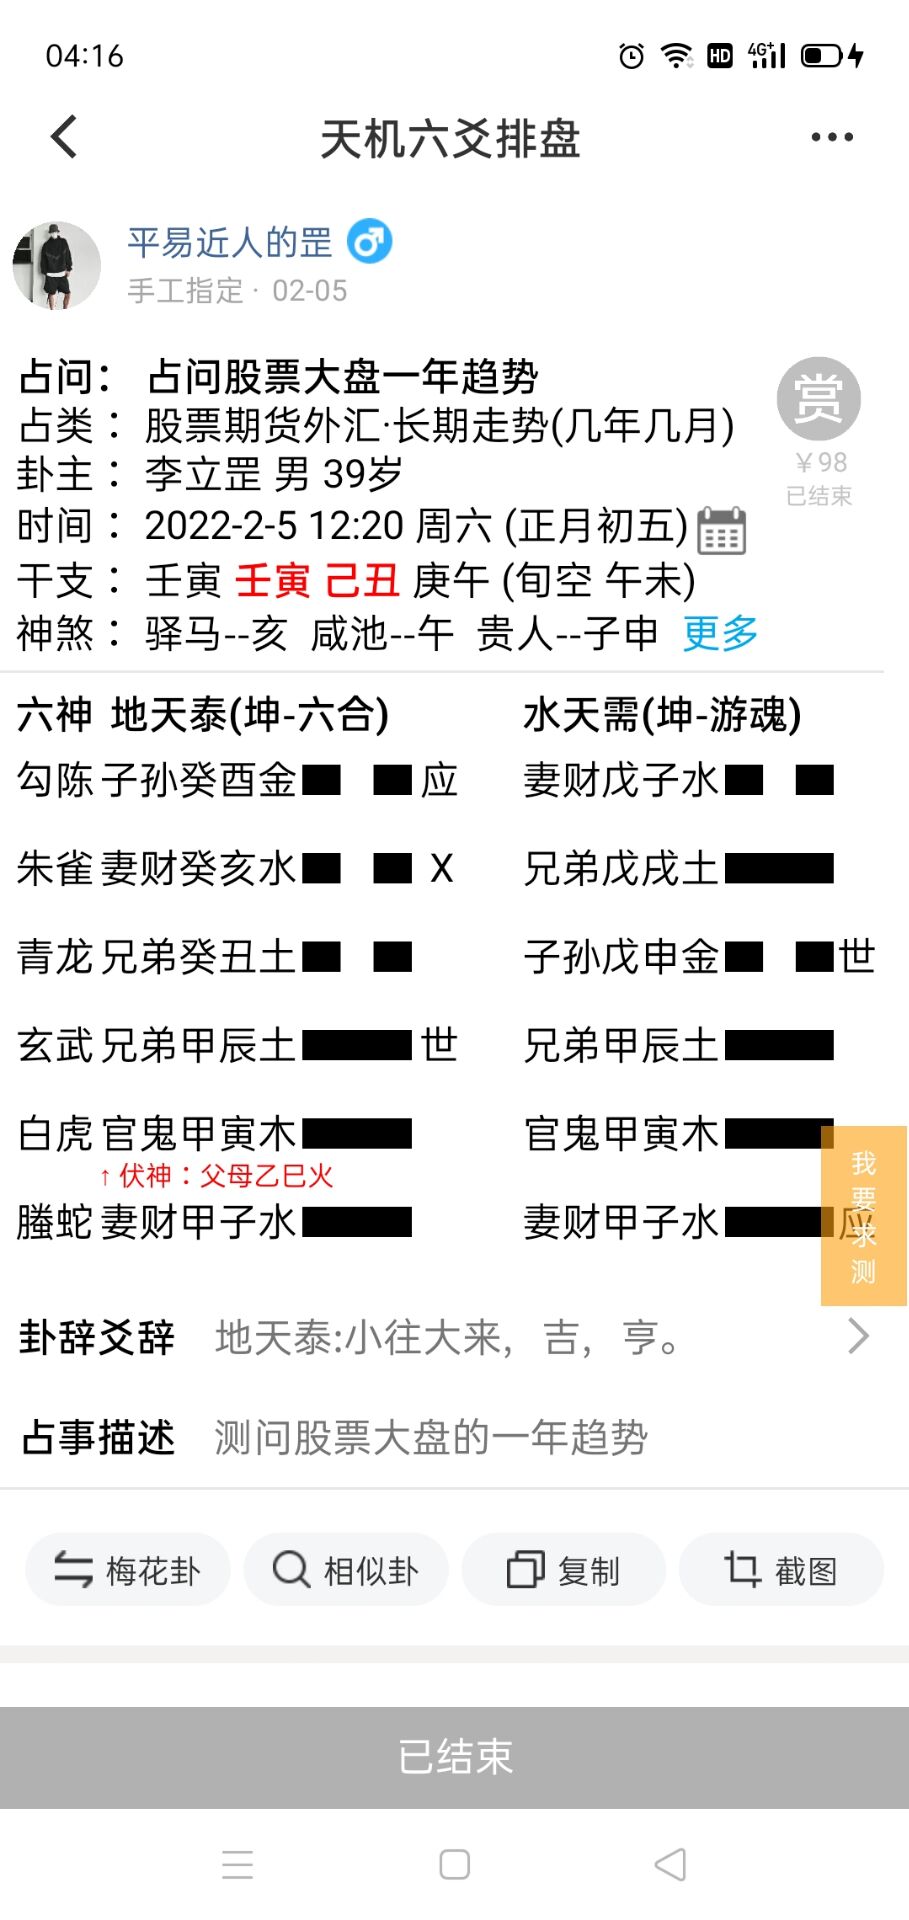 04:16 HD 4G+
天机六爻排盘
平易近人的罡
手工指定 · 02-05
占问： 占问股票大盘一年趋势
占类： 股票期货外汇·长期走势(几年几月)
卦主： 李立罡 男 39岁
时间： 2022-2-5 12:20 周六 (正月初五)
干支： 壬寅 壬寅 己丑 庚午 (旬空 午未)
神煞： 驿马--亥 咸池--午 贵人--子申 更多
赏
￥98
已结束
六神 地天泰(坤-六合) 水天需(坤-游魂)
勾陈 子孙癸酉金 应 妻财戊子水
朱雀 妻财癸亥水 X 兄弟戊戌土
青龙 兄弟癸丑土 子孙戊申金 世
玄武 兄弟甲辰土 世 兄弟甲辰土
白虎 官鬼甲寅木 官鬼甲寅木
↑伏神：父母乙巳火
螣蛇 妻财甲子水 妻财甲子水 应
我要求测
卦辞爻辞 地天泰:小往大来，吉，亨。
占事描述 测问股票大盘的一年趋势
梅花卦 相似卦 复制 截图
已结束